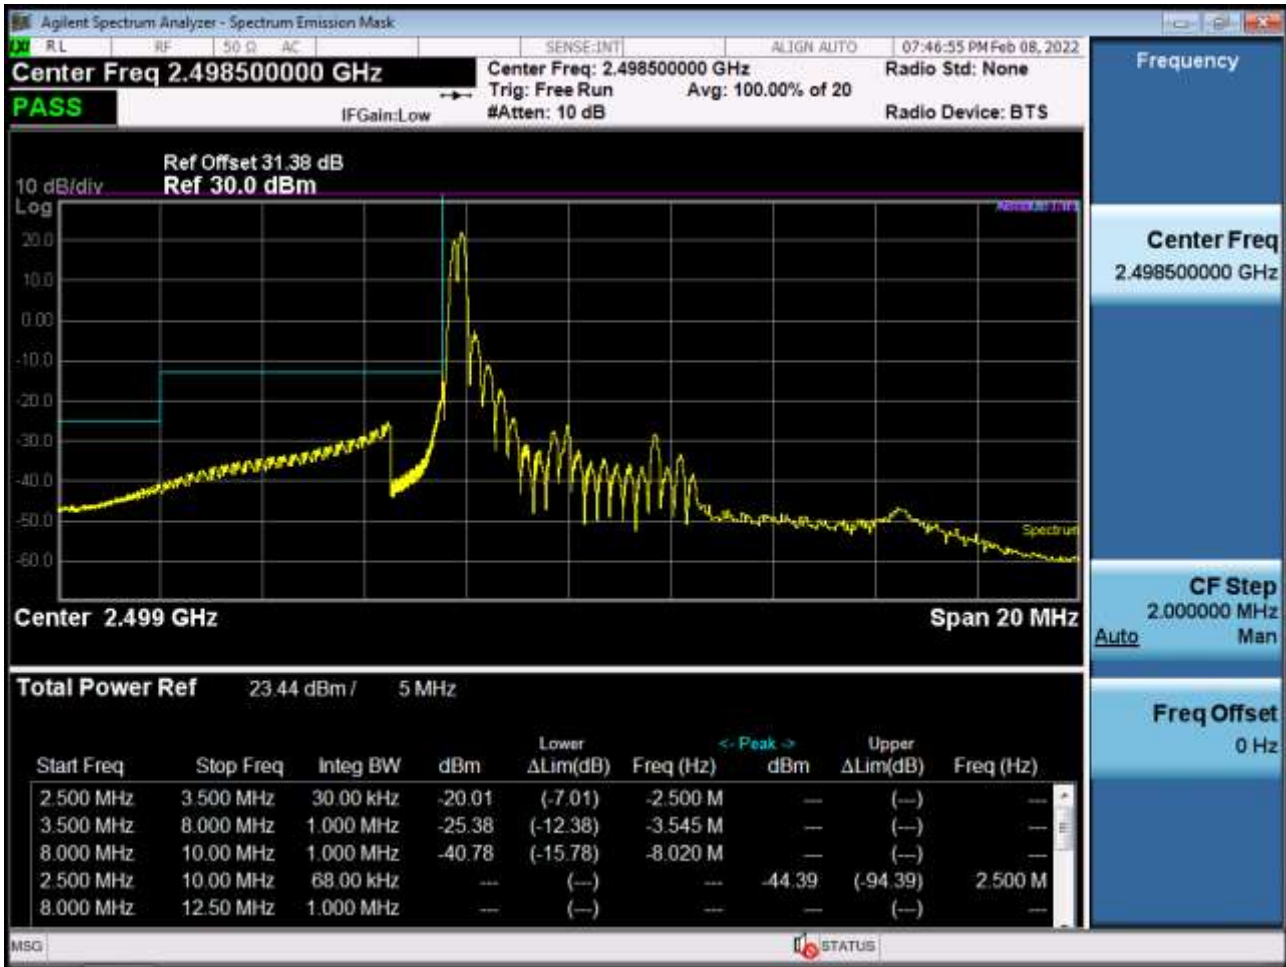 Agilent Spectrum Analyzer - Spectrum Emission Mask
LXI RL RF 50 Ω AC SENSE:INT ALIGN AUTO 07:46:55 PM Feb 08, 2022
Center Freq 2.498500000 GHz
Center Freq: 2.498500000 GHz Radio Std: None
Trig: Free Run Avg: 100.00% of 20
PASS
IFGain:Low #Atten: 10 dB Radio Device: BTS
Ref Offset 31.38 dB
10 dB/div Ref 30.0 dBm
Log
20.0
10.0
0.00
-10.0
-20.0
-30.0
-40.0
-50.0
-60.0
Spectrum
Center 2.499 GHz Span 20 MHz
Total Power Ref 23.44 dBm / 5 MHz
Lower <- Peak -> Upper
Start Freq Stop Freq Integ BW dBm ΔLim(dB) Freq (Hz) dBm ΔLim(dB) Freq (Hz)
2.500 MHz 3.500 MHz 30.00 kHz -20.01 (-7.01) -2.500 M --- (---) ---
3.500 MHz 8.000 MHz 1.000 MHz -25.38 (-12.38) -3.545 M --- (---) ---
8.000 MHz 10.00 MHz 1.000 MHz -40.78 (-15.78) -8.020 M --- (---) ---
2.500 MHz 10.00 MHz 68.00 kHz --- (---) --- -44.39 (-94.39) 2.500 M
8.000 MHz 12.50 MHz 1.000 MHz --- (---) --- --- (---) ---
MSG STATUS
Frequency
Center Freq
2.498500000 GHz
CF Step
2.000000 MHz
Auto Man
Freq Offset
0 Hz